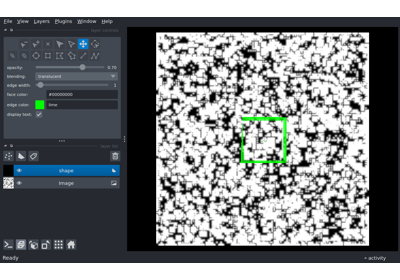 File View Layers Plugins Window Help
layer controls
opacity: 0.70
blending: translucent
edge width: 1
face color: #00000000
edge color: lime
display text: ✓
layer list
shape
image
Ready
activity